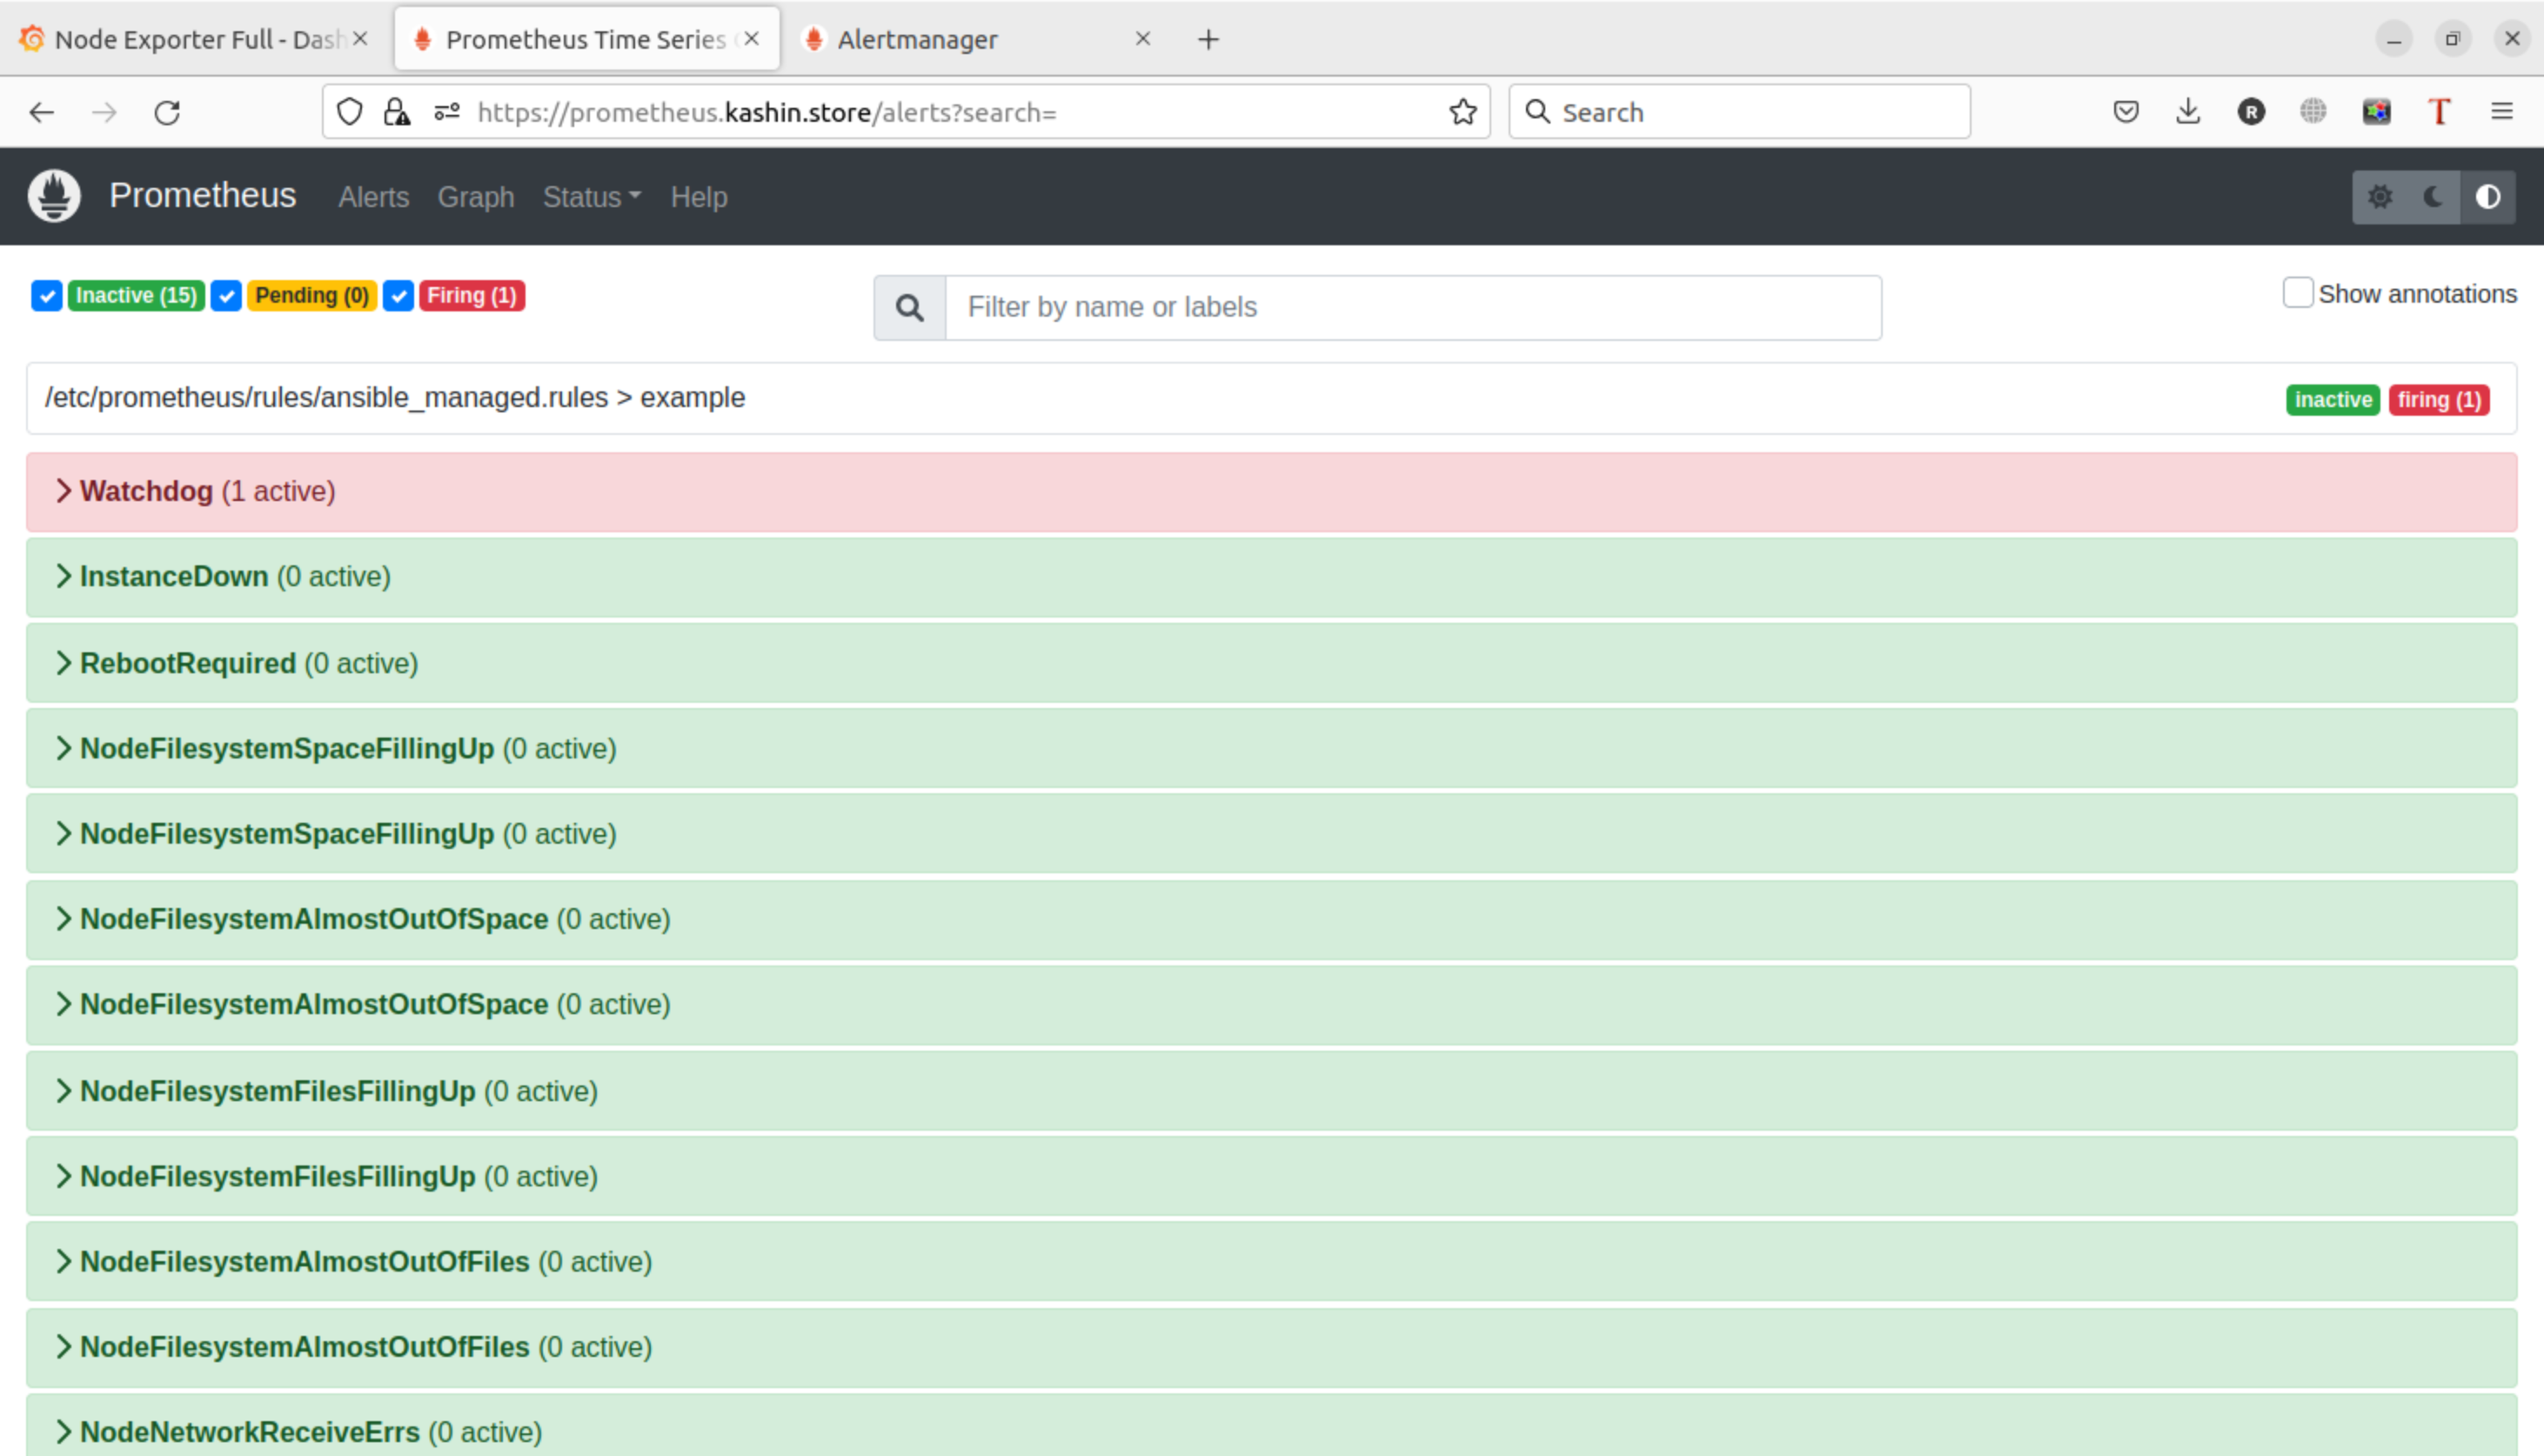 Node Exporter Full - Dash
Prometheus Time Series
Alertmanager
https://prometheus.kashin.store/alerts?search=
Search
R
T
Prometheus
Alerts
Graph
Status
Help
Inactive (15)
Pending (0)
Firing (1)
Filter by name or labels
Show annotations
/etc/prometheus/rules/ansible_managed.rules > example
inactive
firing (1)
Watchdog (1 active)
InstanceDown (0 active)
RebootRequired (0 active)
NodeFilesystemSpaceFillingUp (0 active)
NodeFilesystemSpaceFillingUp (0 active)
NodeFilesystemAlmostOutOfSpace (0 active)
NodeFilesystemAlmostOutOfSpace (0 active)
NodeFilesystemFilesFillingUp (0 active)
NodeFilesystemFilesFillingUp (0 active)
NodeFilesystemAlmostOutOfFiles (0 active)
NodeFilesystemAlmostOutOfFiles (0 active)
NodeNetworkReceiveErrs (0 active)